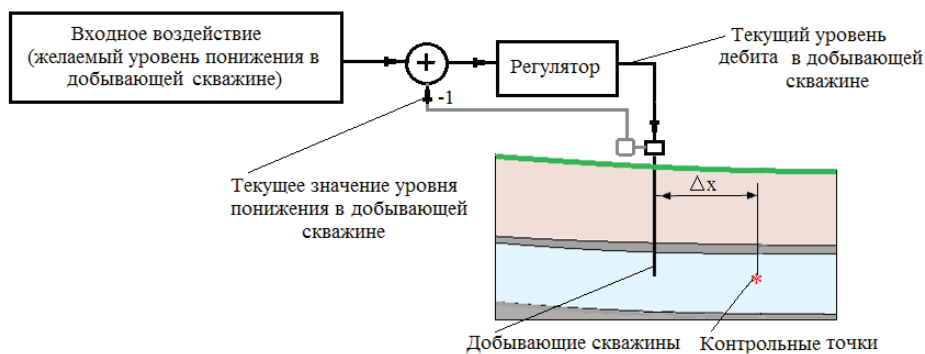 Входное воздействие
(желаемый уровень понижения в
добывающей скважине)
+
Регулятор
Текущий уровень
дебита в добывающей
скважине
-1
Текущее значение уровня
понижения в добывающей
скважине
△x
*
Добывающие скважины
Контрольные точки